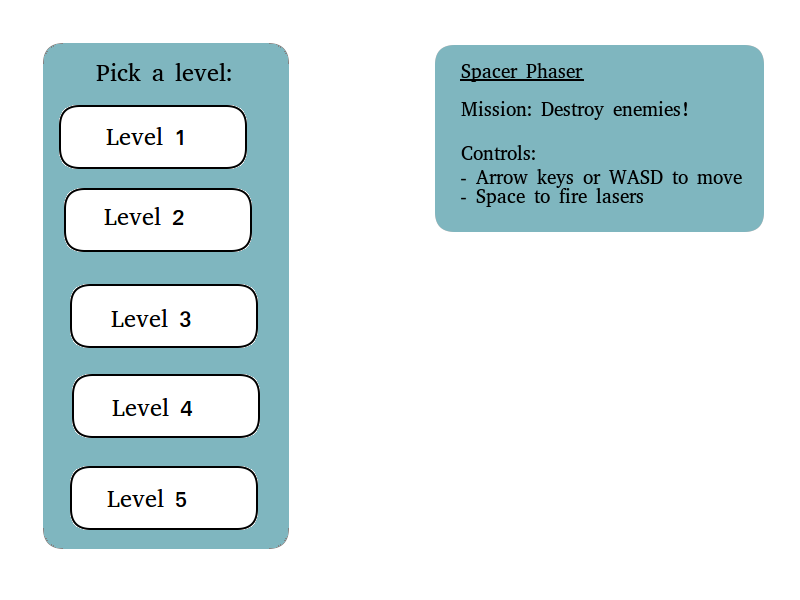 Pick a level:
Level 1
Level 2
Level 3
Level 4
Level 5
Spacer Phaser
Mission: Destroy enemies!
Controls:
- Arrow keys or WASD to move
- Space to fire lasers